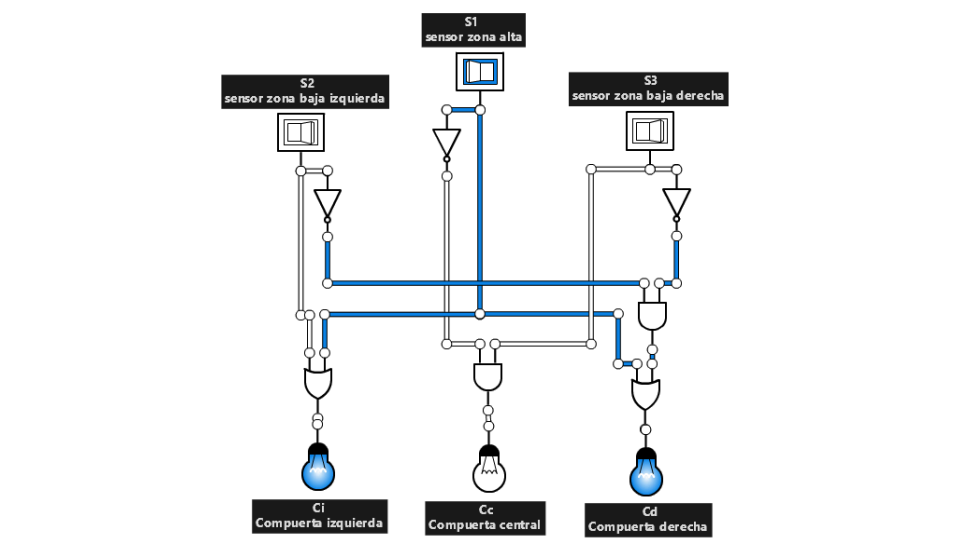 S1
sensor zona alta
S2
sensor zona baja izquierda
S3
sensor zona baja derecha
Ci
Compuerta izquierda
Cc
Compuerta central
Cd
Compuerta derecha